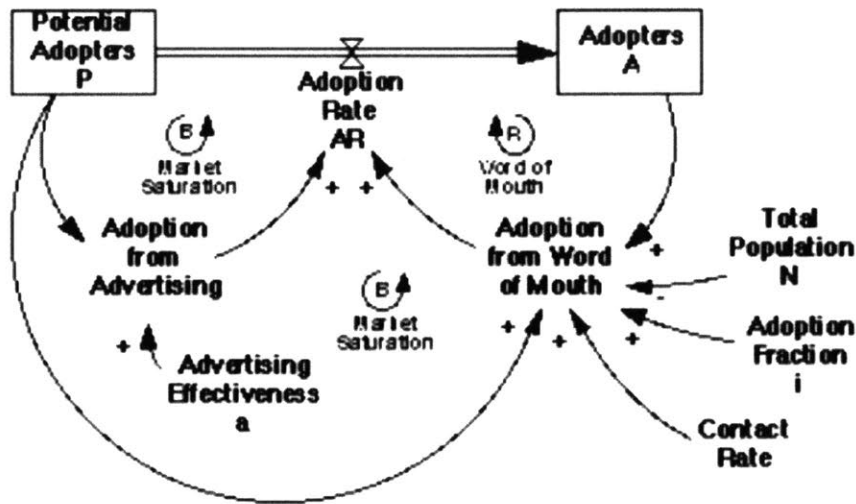 Potential
Adopters
P
Adopters
A
Adoption
Rate
AR
B
Market
Saturation
R
Word of
Mouth
+ +
Adoption
from
Advertising
Adoption
from Word
of Mouth
+
-
Total
Population
N
B
Market
Saturation
+
+ + +
Adoption
Fraction
i
Advertising
Effectiveness
a
Contact
Rate